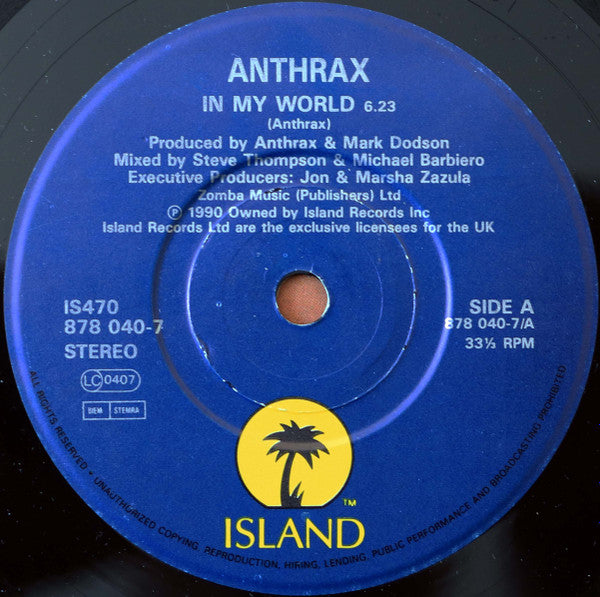 ANTHRAX
IN MY WORLD 6.23
(Anthrax)
Produced by Anthrax & Mark Dodson
Mixed by Steve Thompson & Michael Barbiero
Executive Producers: Jon & Marsha Zazula
Zomba Music (Publishers) Ltd
Ⓟ 1990 Owned by Island Records Inc
Island Records Ltd are the exclusive licensees for the UK
IS470
878 040-7
STEREO
LC 0407
BIEM STEMRA
SIDE A
878 040-7/A
33⅓ RPM
TM
ISLAND
ALL RIGHTS RESERVED - UNAUTHORIZED COPYING, REPRODUCTION, HIRING, LENDING, PUBLIC PERFORMANCE AND BROADCASTING PROHIBITED